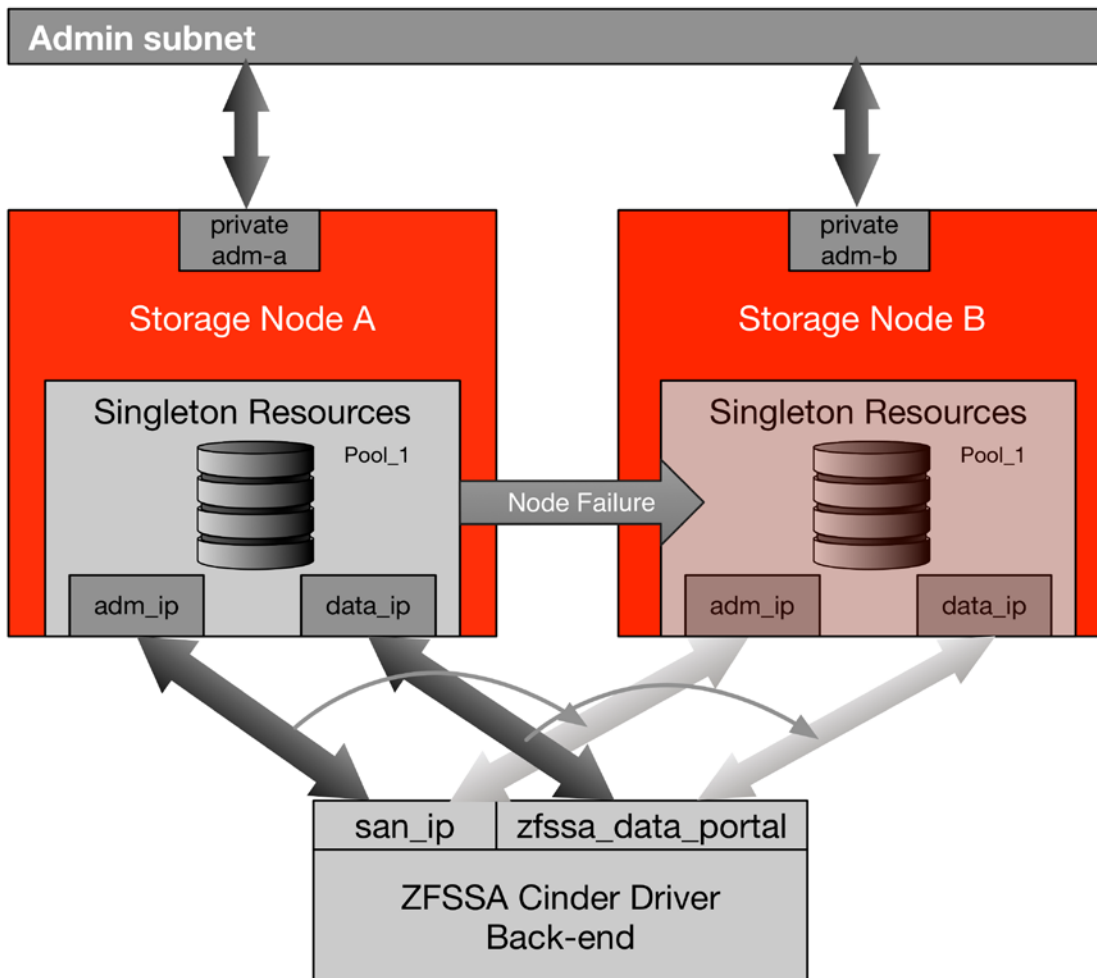 Admin subnet
private
adm-a
private
adm-b
Storage Node A
Storage Node B
Singleton Resources
Pool_1
Singleton Resources
Pool_1
Node Failure
adm_ip
data_ip
adm_ip
data_ip
san_ip
zfssa_data_portal
ZFSSA Cinder Driver
Back-end